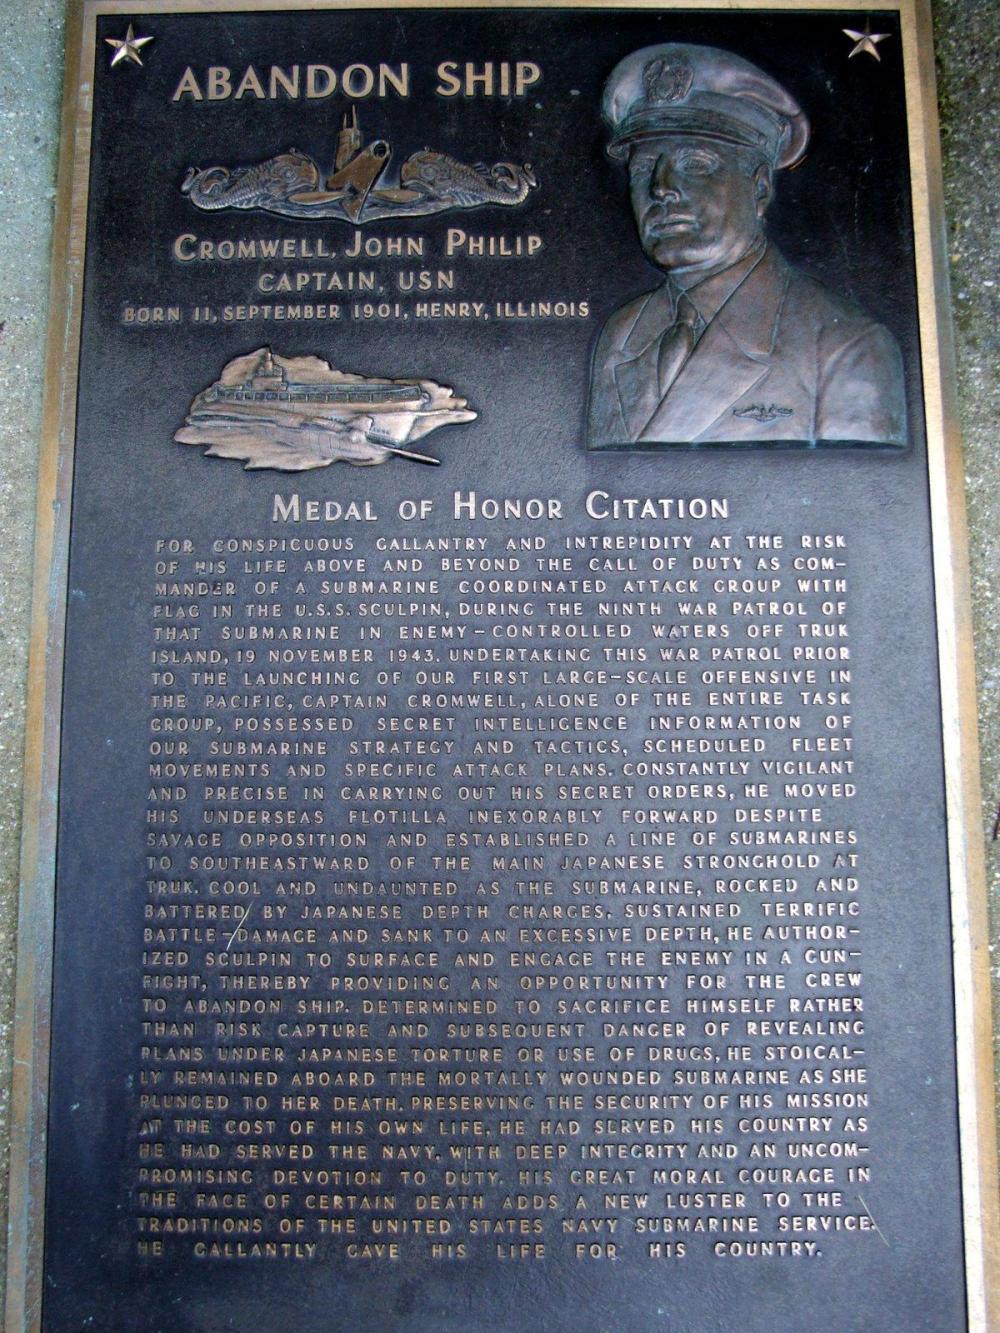 ABANDON SHIP
CROMWELL, JOHN PHILIP
CAPTAIN, USN
BORN 11, SEPTEMBER 1901, HENRY, ILLINOIS
MEDAL OF HONOR CITATION
FOR CONSPICUOUS GALLANTRY AND INTREPIDITY AT THE RISK
OF HIS LIFE ABOVE AND BEYOND THE CALL OF DUTY AS COM-
MANDER OF A SUBMARINE COORDINATED ATTACK GROUP WITH
FLAG IN THE U.S.S. SCULPIN, DURING THE NINTH WAR PATROL OF
THAT SUBMARINE IN ENEMY-CONTROLLED WATERS OFF TRUK
ISLAND, 19 NOVEMBER 1943. UNDERTAKING THIS WAR PATROL PRIOR
TO THE LAUNCHING OF OUR FIRST LARGE-SCALE OFFENSIVE IN
THE PACIFIC, CAPTAIN CROMWELL, ALONE OF THE ENTIRE TASK
GROUP, POSSESSED SECRET INTELLIGENCE INFORMATION OF
OUR SUBMARINE STRATEGY AND TACTICS, SCHEDULED FLEET
MOVEMENTS AND SPECIFIC ATTACK PLANS. CONSTANTLY VIGILANT
AND PRECISE IN CARRYING OUT HIS SECRET ORDERS, HE MOVED
HIS UNDERSEAS FLOTILLA INEXORABLY FORWARD DESPITE
SAVAGE OPPOSITION AND ESTABLISHED A LINE OF SUBMARINES
TO SOUTHEASTWARD OF THE MAIN JAPANESE STRONGHOLD AT
TRUK. COOL AND UNDAUNTED AS THE SUBMARINE, ROCKED AND
BATTERED BY JAPANESE DEPTH CHARGES, SUSTAINED TERRIFIC
BATTLE-DAMAGE AND SANK TO AN EXCESSIVE DEPTH, HE AUTHOR-
IZED SCULPIN TO SURFACE AND ENGAGE THE ENEMY IN A GUN-
FIGHT, THEREBY PROVIDING AN OPPORTUNITY FOR THE CREW
TO ABANDON SHIP. DETERMINED TO SACRIFICE HIMSELF RATHER
THAN RISK CAPTURE AND SUBSEQUENT DANGER OF REVEALING
PLANS UNDER JAPANESE TORTURE OR USE OF DRUGS, HE STOICAL-
LY REMAINED ABOARD THE MORTALLY WOUNDED SUBMARINE AS SHE
PLUNGED TO HER DEATH. PRESERVING THE SECURITY OF HIS MISSION
AT THE COST OF HIS OWN LIFE, HE HAD SERVED HIS COUNTRY AS
HE HAD SERVED THE NAVY, WITH DEEP INTEGRITY AND AN UNCOM-
PROMISING DEVOTION TO DUTY. HIS GREAT MORAL COURAGE IN
THE FACE OF CERTAIN DEATH ADDS A NEW LUSTER TO THE
TRADITIONS OF THE UNITED STATES NAVY SUBMARINE SERVICE.
HE GALLANTLY GAVE HIS LIFE FOR HIS COUNTRY.